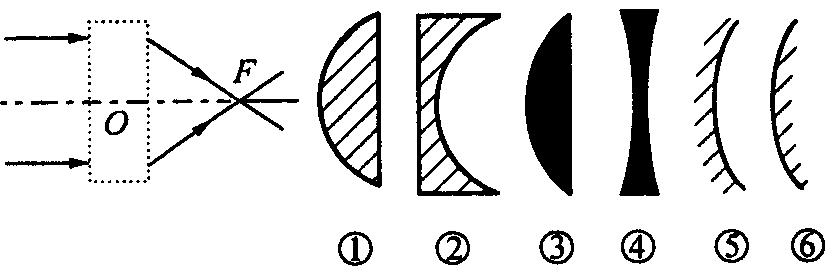 F
O
① ② ③ ④ ⑤ ⑥